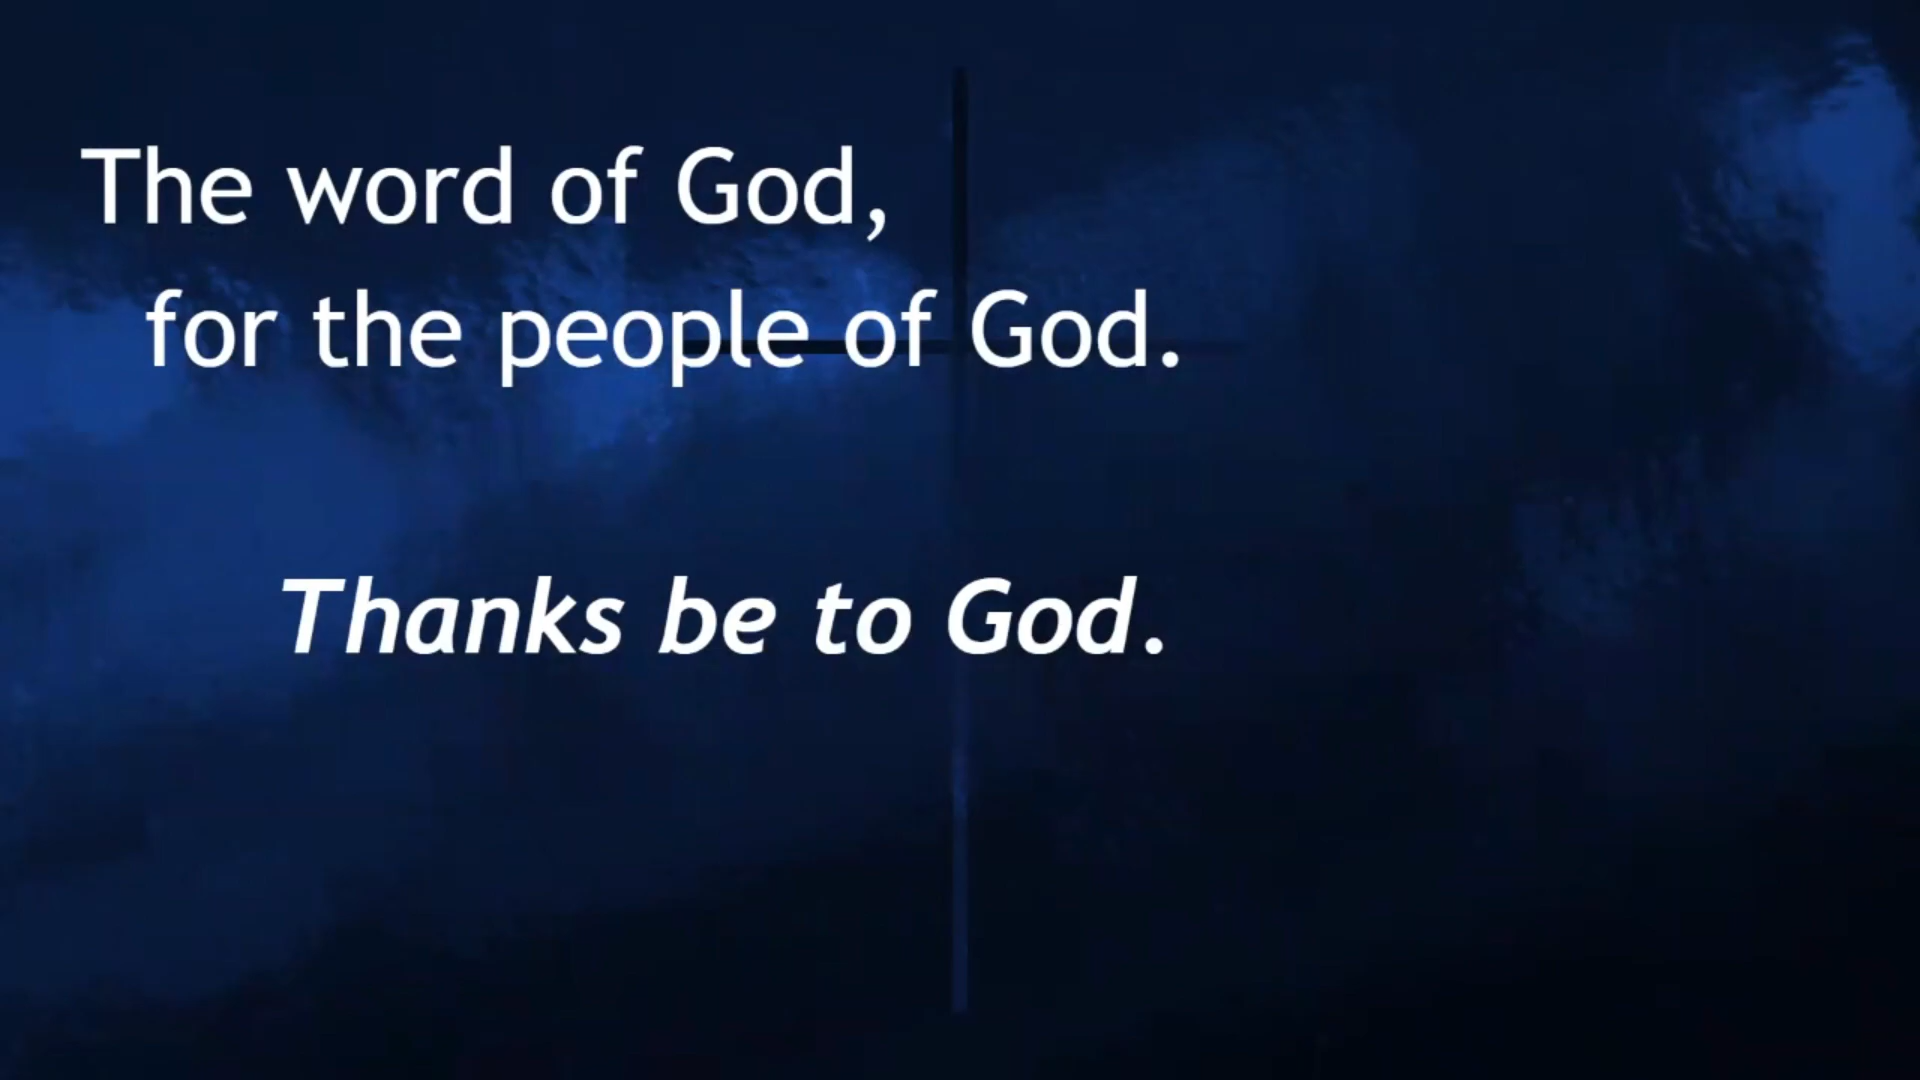 The word of God,
for the people of God.
Thanks be to God.